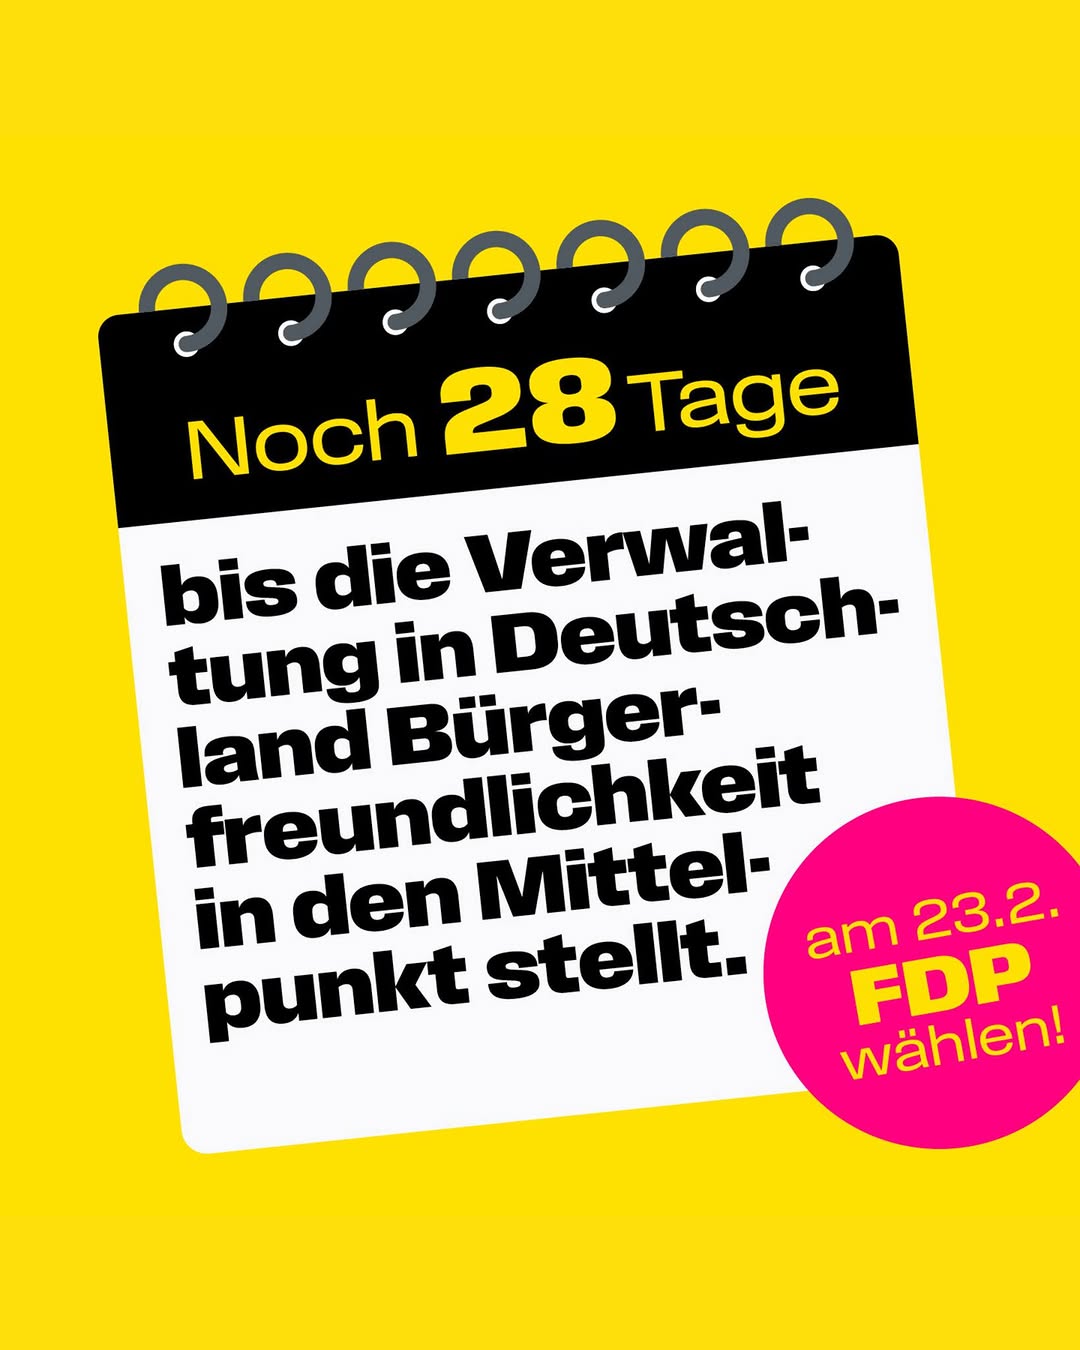 Noch 28 Tage
bis die Verwal-
tung in Deutsch-
land Bürger-
freundlichkeit
in den Mittel-
punkt stellt.
am 23.2.
FDP
wählen!